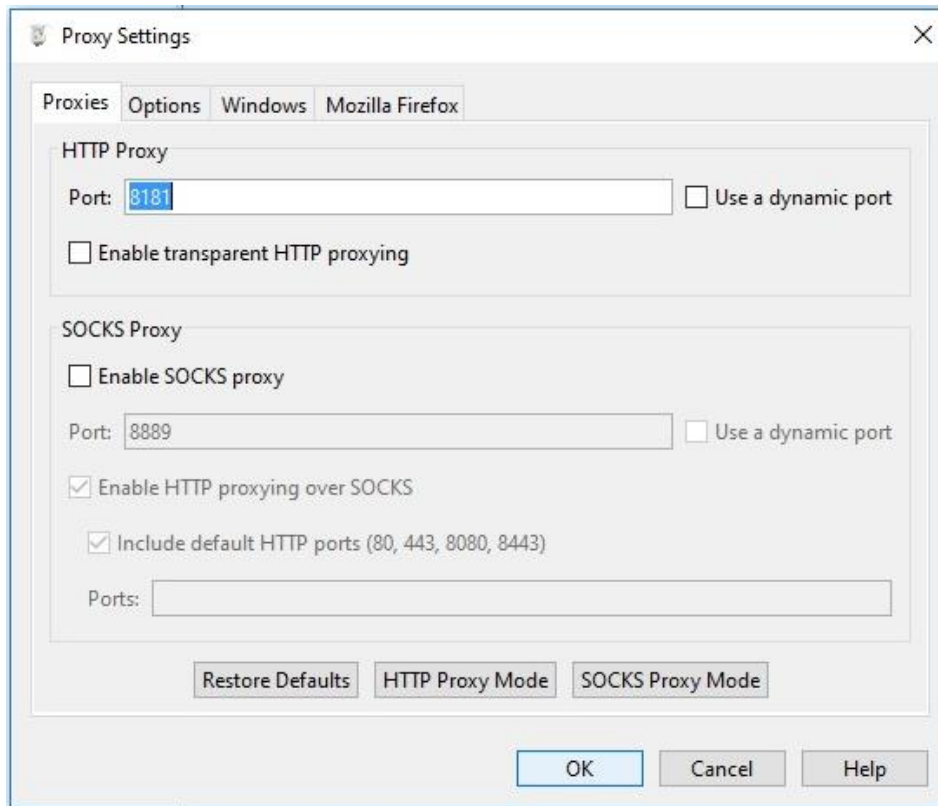 Proxy Settings
Proxies Options Windows Mozilla Firefox
HTTP Proxy
Port: 8181 Use a dynamic port
Enable transparent HTTP proxying
SOCKS Proxy
Enable SOCKS proxy
Port: 8889 Use a dynamic port
Enable HTTP proxying over SOCKS
Include default HTTP ports (80, 443, 8080, 8443)
Ports:
Restore Defaults HTTP Proxy Mode SOCKS Proxy Mode
OK Cancel Help